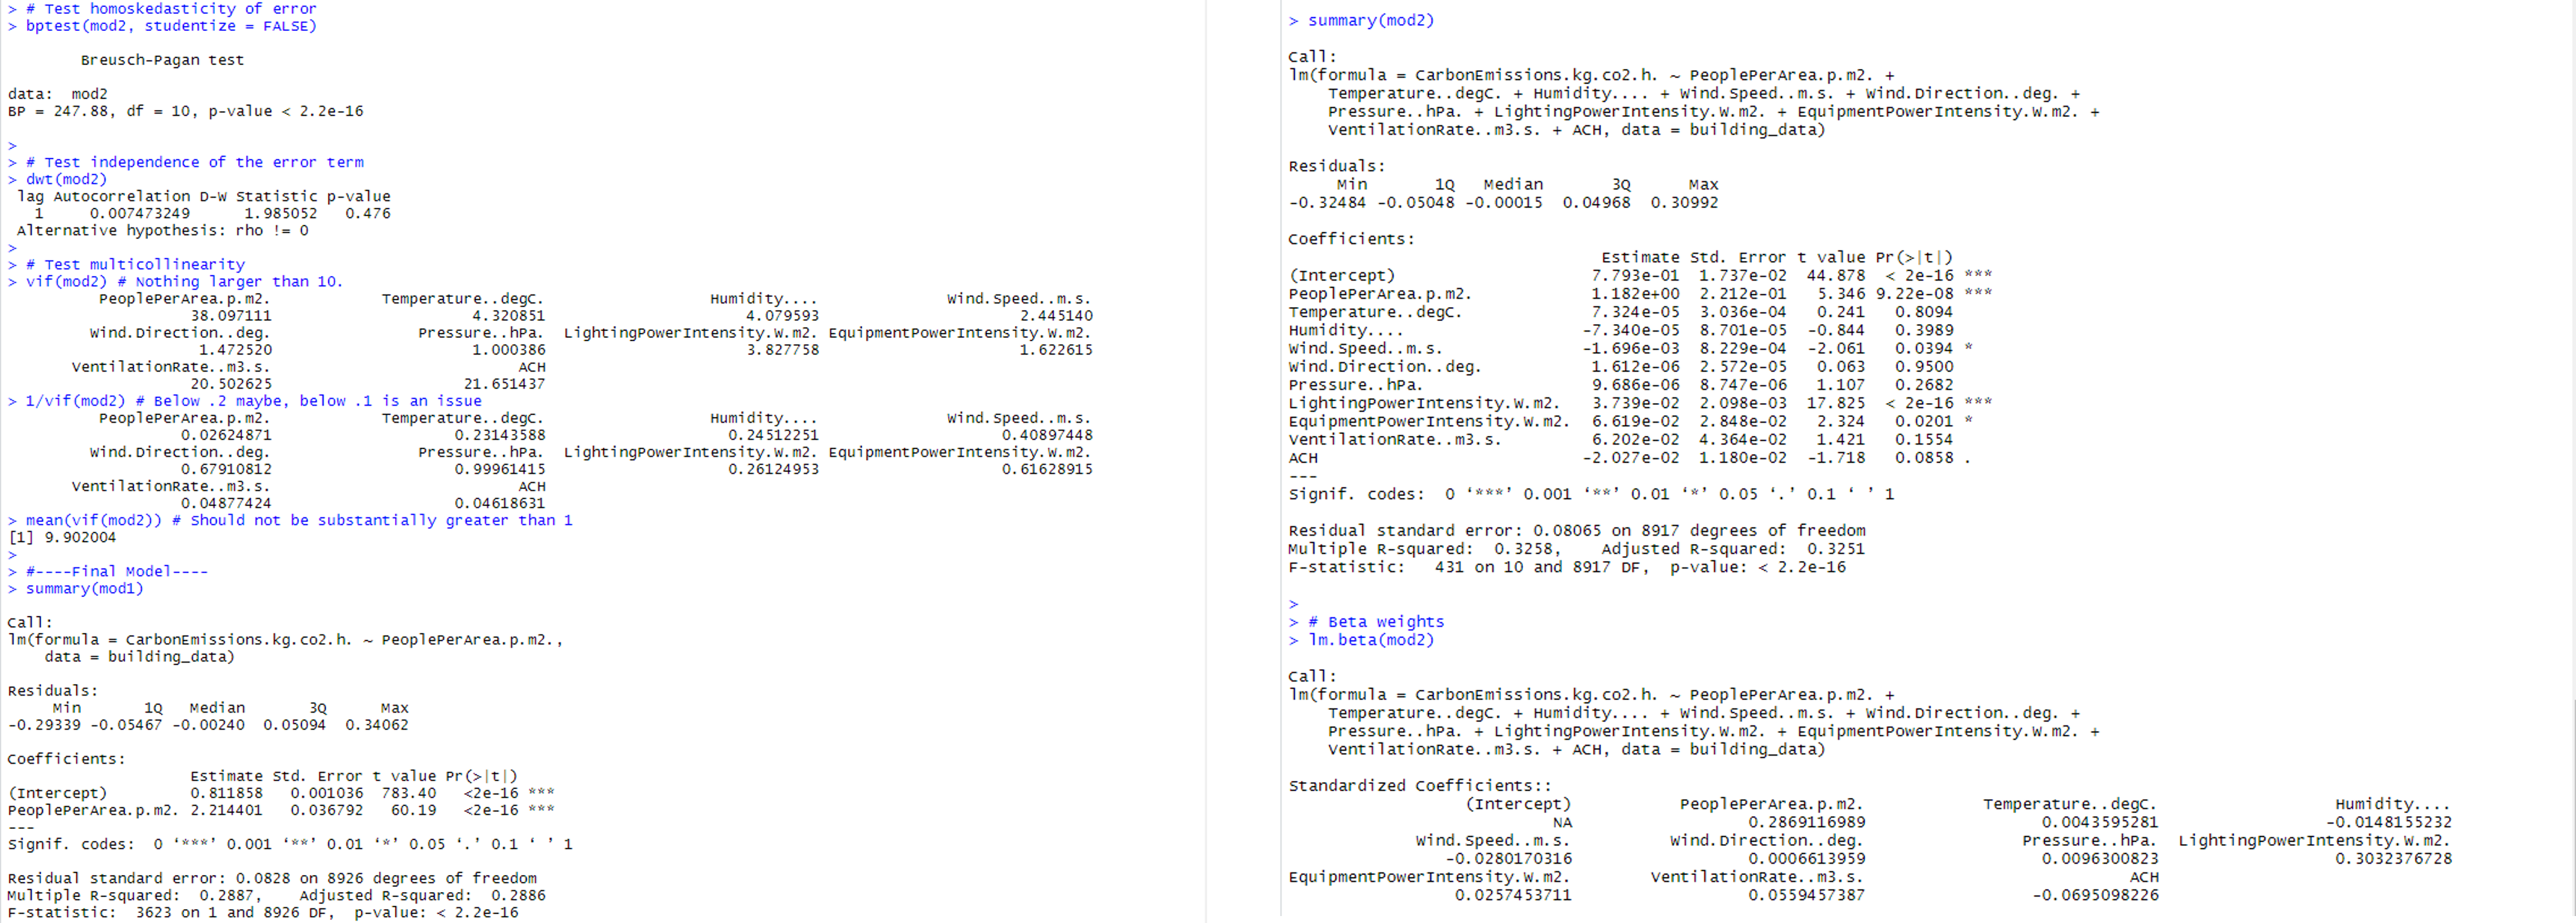 > # Test homoskedasticity of error
> bptest(mod2, studentize = FALSE)
Breusch-Pagan test
data:  mod2
BP = 247.88, df = 10, p-value < 2.2e-16
>
> # Test independence of the error term
> dwt(mod2)
lag Autocorrelation D-W Statistic p-value
1 0.007473249 1.985052 0.476
Alternative hypothesis: rho != 0
>
> # Test multicollinearity
> vif(mod2) # Nothing larger than 10.
PeoplePerArea.p.m2. Temperature..degC. Humidity.... Wind.Speed..m.s.
38.097111 4.320851 4.079593 2.445140
Wind.Direction..deg. Pressure..hPa. LightingPowerIntensity.W.m2. EquipmentPowerIntensity.W.m2.
1.472520 1.000386 3.827758 1.622615
VentilationRate..m3.s. ACH
20.502625 21.651437
> 1/vif(mod2) # Below .2 maybe, below .1 is an issue
PeoplePerArea.p.m2. Temperature..degC. Humidity.... Wind.Speed..m.s.
0.02624871 0.23143588 0.24512251 0.40897448
Wind.Direction..deg. Pressure..hPa. LightingPowerIntensity.W.m2. EquipmentPowerIntensity.W.m2.
0.67910812 0.99961415 0.26124953 0.61628915
VentilationRate..m3.s. ACH
0.04877424 0.04618631
> mean(vif(mod2)) # Should not be substantially greater than 1
[1] 9.902004
>
> #----Final Model----
> summary(mod1)
Call:
lm(formula = CarbonEmissions.kg.co2.h. ~ PeoplePerArea.p.m2.,
data = building_data)
Residuals:
Min 1Q Median 3Q Max
-0.29339 -0.05467 -0.00240 0.05094 0.34062
Coefficients:
Estimate Std. Error t value Pr(>|t|)
(Intercept) 0.811858 0.001036 783.40 <2e-16 ***
PeoplePerArea.p.m2. 2.214401 0.036792 60.19 <2e-16 ***
---
Signif. codes:  0 ‘***’ 0.001 ‘**’ 0.01 ‘*’ 0.05 ‘.’ 0.1 ‘ ’ 1
Residual standard error: 0.0828 on 8926 degrees of freedom
Multiple R-squared:  0.2887,	Adjusted R-squared:  0.2886
F-statistic:  3623 on 1 and 8926 DF,  p-value: < 2.2e-16
> summary(mod2)
Call:
lm(formula = CarbonEmissions.kg.co2.h. ~ PeoplePerArea.p.m2. +
Temperature..degC. + Humidity.... + Wind.Speed..m.s. + Wind.Direction..deg. +
Pressure..hPa. + LightingPowerIntensity.W.m2. + EquipmentPowerIntensity.W.m2. +
VentilationRate..m3.s. + ACH, data = building_data)
Residuals:
Min 1Q Median 3Q Max
-0.32484 -0.05048 -0.00015 0.04968 0.30992
Coefficients:
Estimate Std. Error t value Pr(>|t|)
(Intercept) 7.793e-01 1.737e-02 44.878 < 2e-16 ***
PeoplePerArea.p.m2. 1.182e+00 2.212e-01 5.346 9.22e-08 ***
Temperature..degC. 7.324e-05 3.036e-04 0.241 0.8094
Humidity.... -7.340e-05 8.701e-05 -0.844 0.3989
Wind.Speed..m.s. -1.696e-03 8.229e-04 -2.061 0.0394 *
Wind.Direction..deg. 1.612e-06 2.572e-05 0.063 0.9500
Pressure..hPa. 9.686e-06 8.747e-06 1.107 0.2682
LightingPowerIntensity.W.m2. 3.739e-02 2.098e-03 17.825 < 2e-16 ***
EquipmentPowerIntensity.W.m2. 6.619e-02 2.848e-02 2.324 0.0201 *
VentilationRate..m3.s. 6.202e-02 4.364e-02 1.421 0.1554
ACH -2.027e-02 1.180e-02 -1.718 0.0858 .
---
Signif. codes:  0 ‘***’ 0.001 ‘**’ 0.01 ‘*’ 0.05 ‘.’ 0.1 ‘ ’ 1
Residual standard error: 0.08065 on 8917 degrees of freedom
Multiple R-squared:  0.3258,	Adjusted R-squared:  0.3251
F-statistic:   431 on 10 and 8917 DF,  p-value: < 2.2e-16
>
> # Beta weights
> lm.beta(mod2)
Call:
lm(formula = CarbonEmissions.kg.co2.h. ~ PeoplePerArea.p.m2. +
Temperature..degC. + Humidity.... + Wind.Speed..m.s. + Wind.Direction..deg. +
Pressure..hPa. + LightingPowerIntensity.W.m2. + EquipmentPowerIntensity.W.m2. +
VentilationRate..m3.s. + ACH, data = building_data)
Standardized Coefficients::
(Intercept) PeoplePerArea.p.m2. Temperature..degC. Humidity....
NA 0.2869116989 0.0043595281 -0.0148155232
Wind.Speed..m.s. Wind.Direction..deg. Pressure..hPa. LightingPowerIntensity.W.m2.
-0.0280170316 0.0006613959 0.0096300823 0.3032376728
EquipmentPowerIntensity.W.m2. VentilationRate..m3.s. ACH
0.0257453711 0.0559457387 -0.0695098226